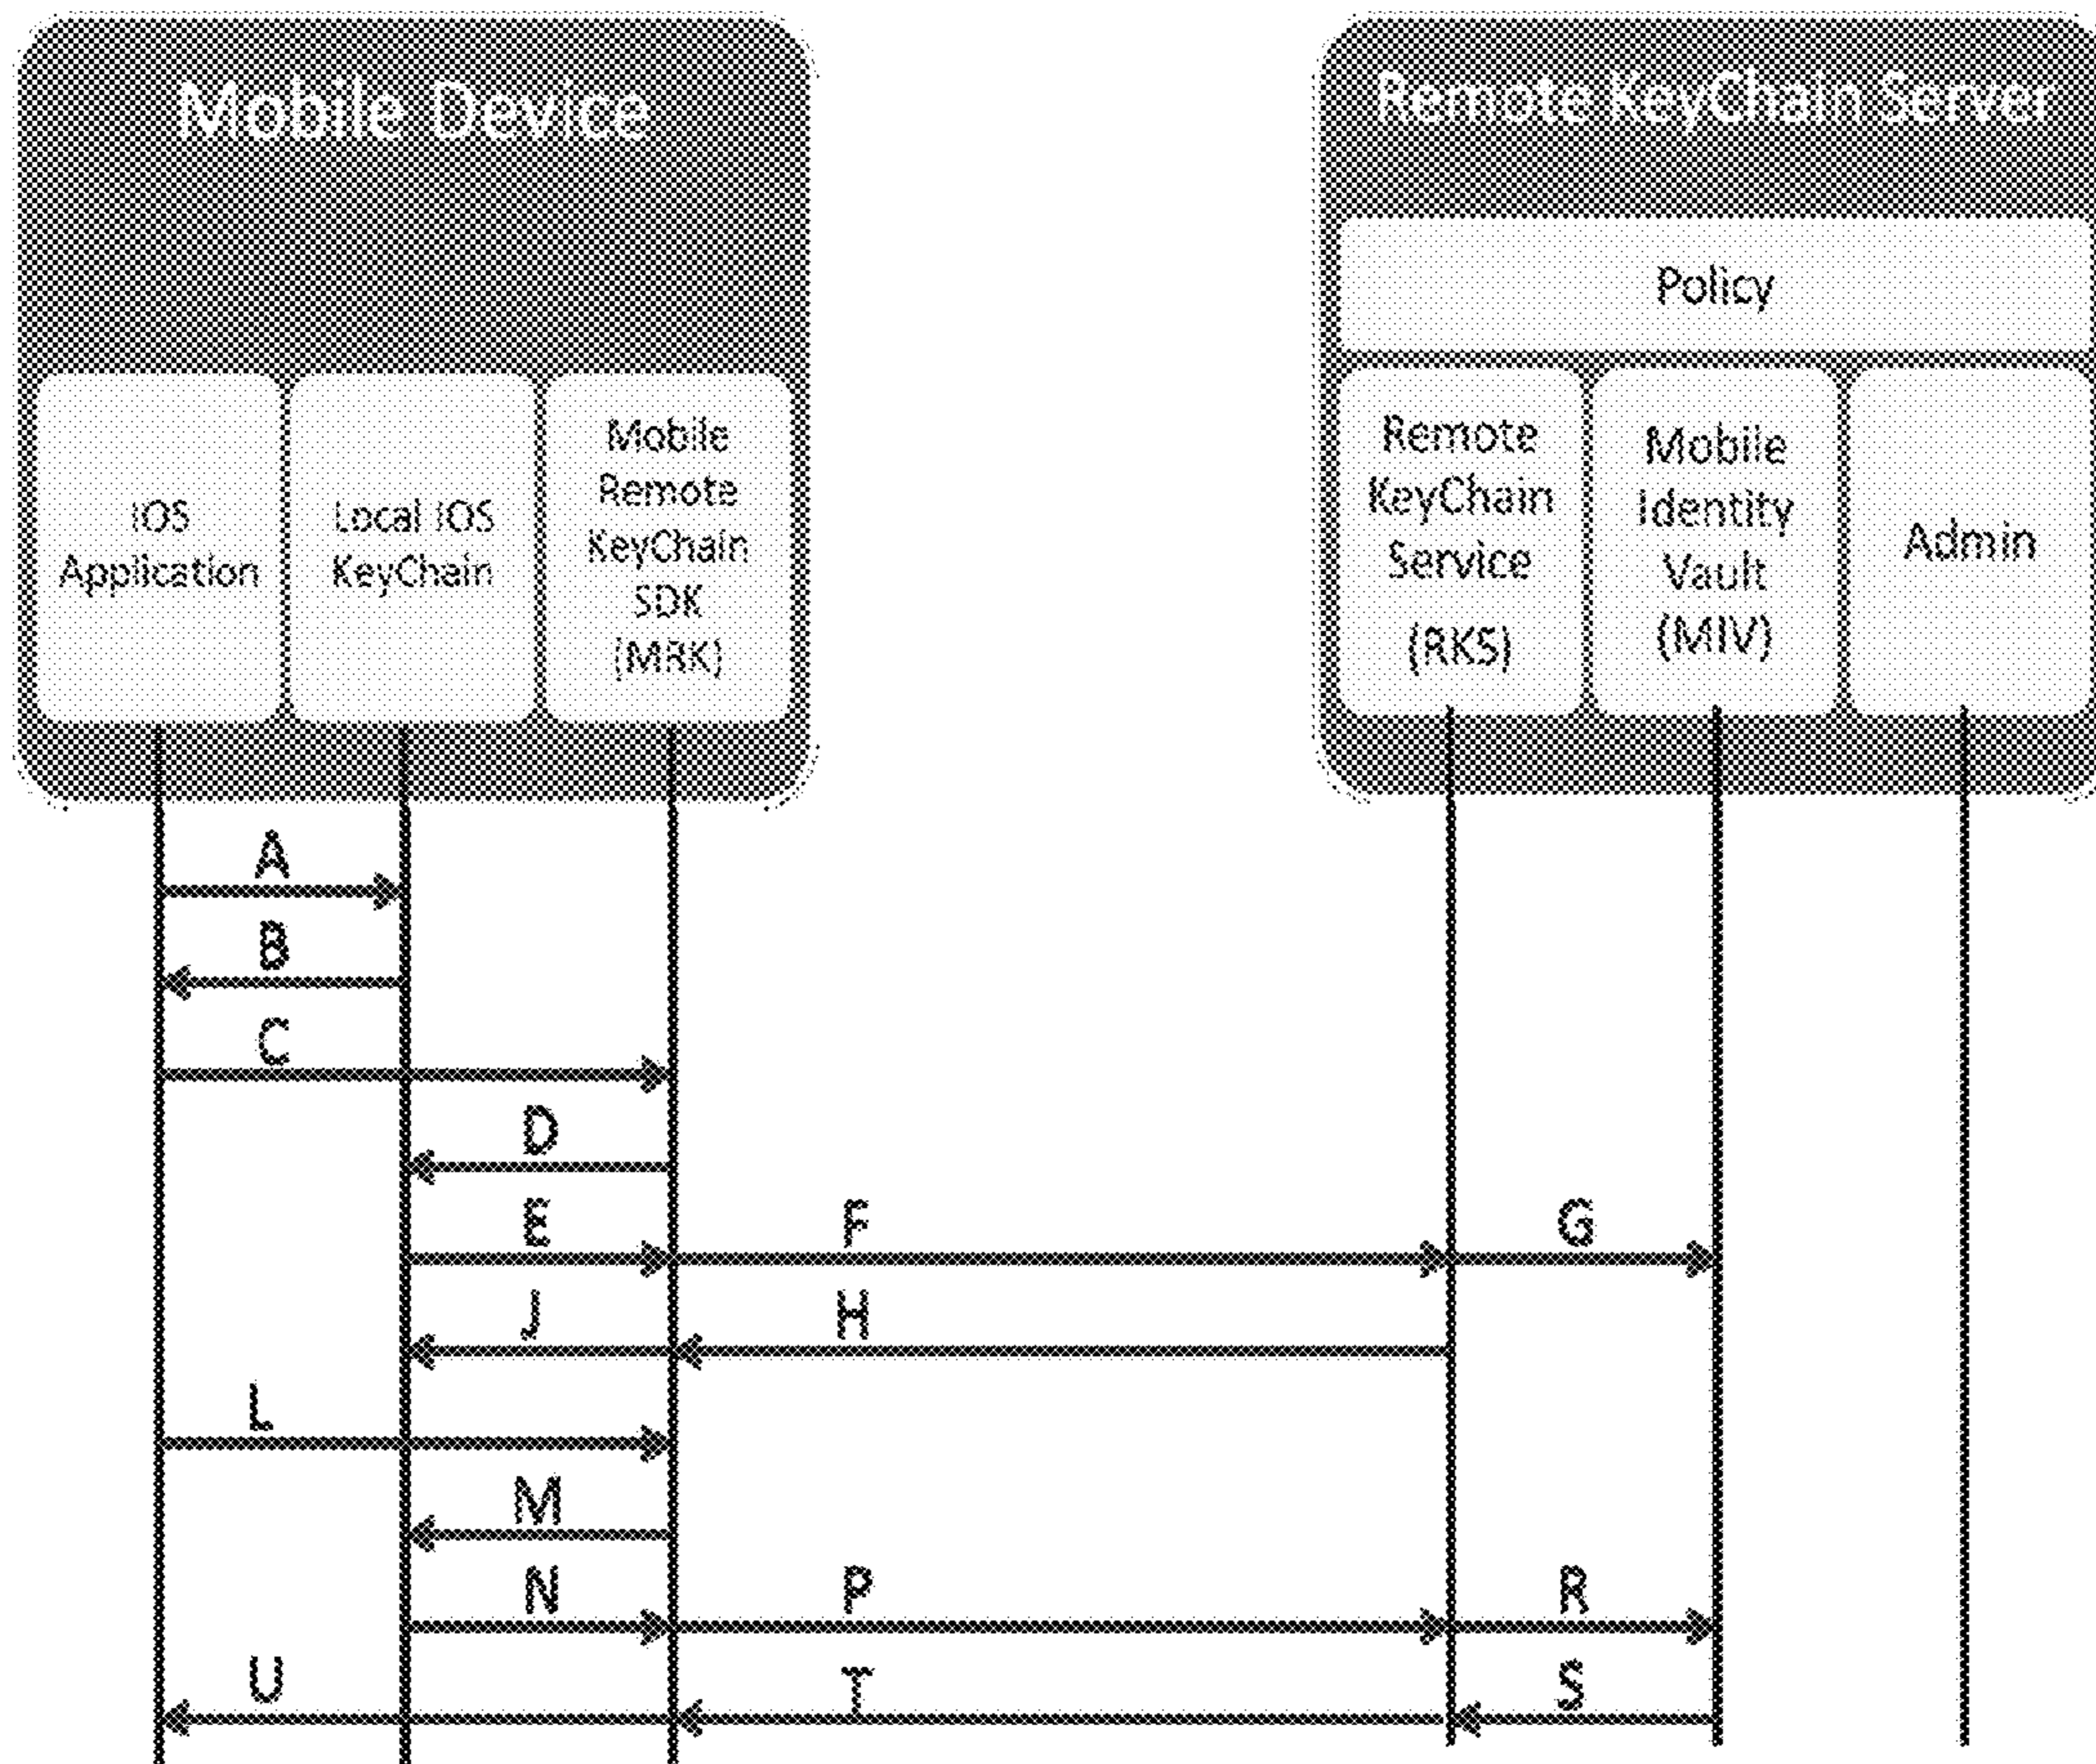 Mobile Device
Remote KeyChain Server
Policy
IOS
Application
Local IOS
KeyChain
Mobile
Remote
KeyChain
SDK
(MRK)
Remote
KeyChain
Service
(RKS)
Mobile
Identity
Vault
(MIV)
Admin
A
B
C
D
E
F
G
J
H
L
M
N
P
R
U
T
S